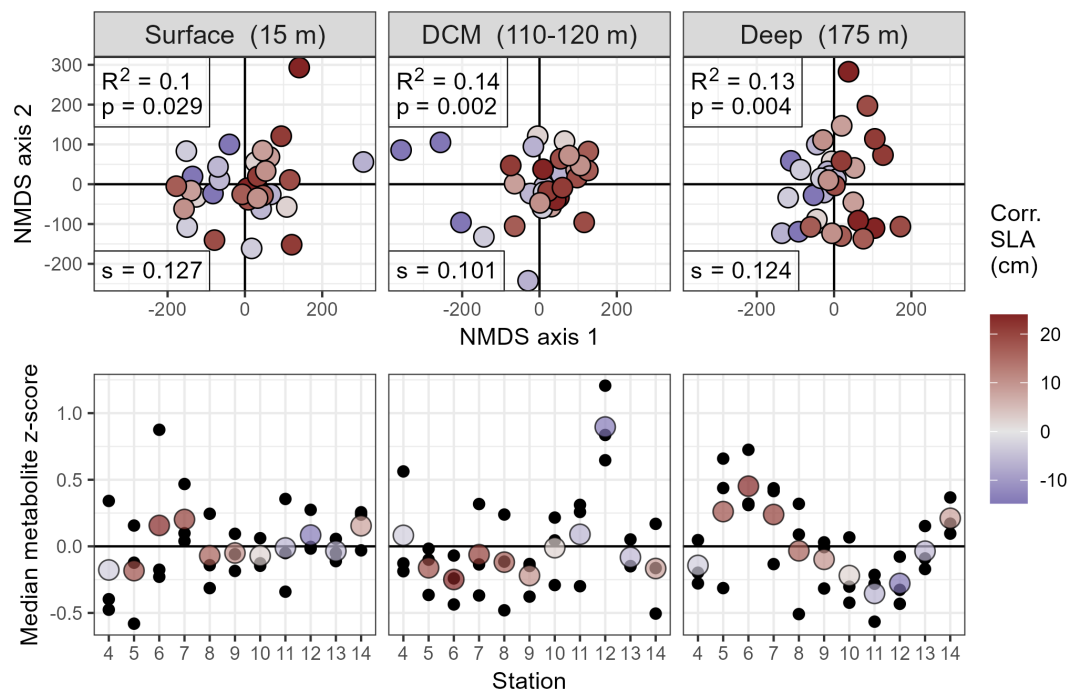 Surface (15 m) DCM (110-120 m) Deep (175 m)
NMDS axis 2
300
200
100
0
-100
-200
R² = 0.1
p = 0.029
s = 0.127
R² = 0.14
p = 0.002
s = 0.101
R² = 0.13
p = 0.004
s = 0.124
-200 0 200 -200 0 200 -200 0 200
NMDS axis 1
Corr.
SLA
(cm)
20
10
0
-10
Median metabolite z-score
1.0
0.5
0.0
-0.5
4 5 6 7 8 9 10 11 12 13 14 4 5 6 7 8 9 10 11 12 13 14 4 5 6 7 8 9 10 11 12 13 14
Station